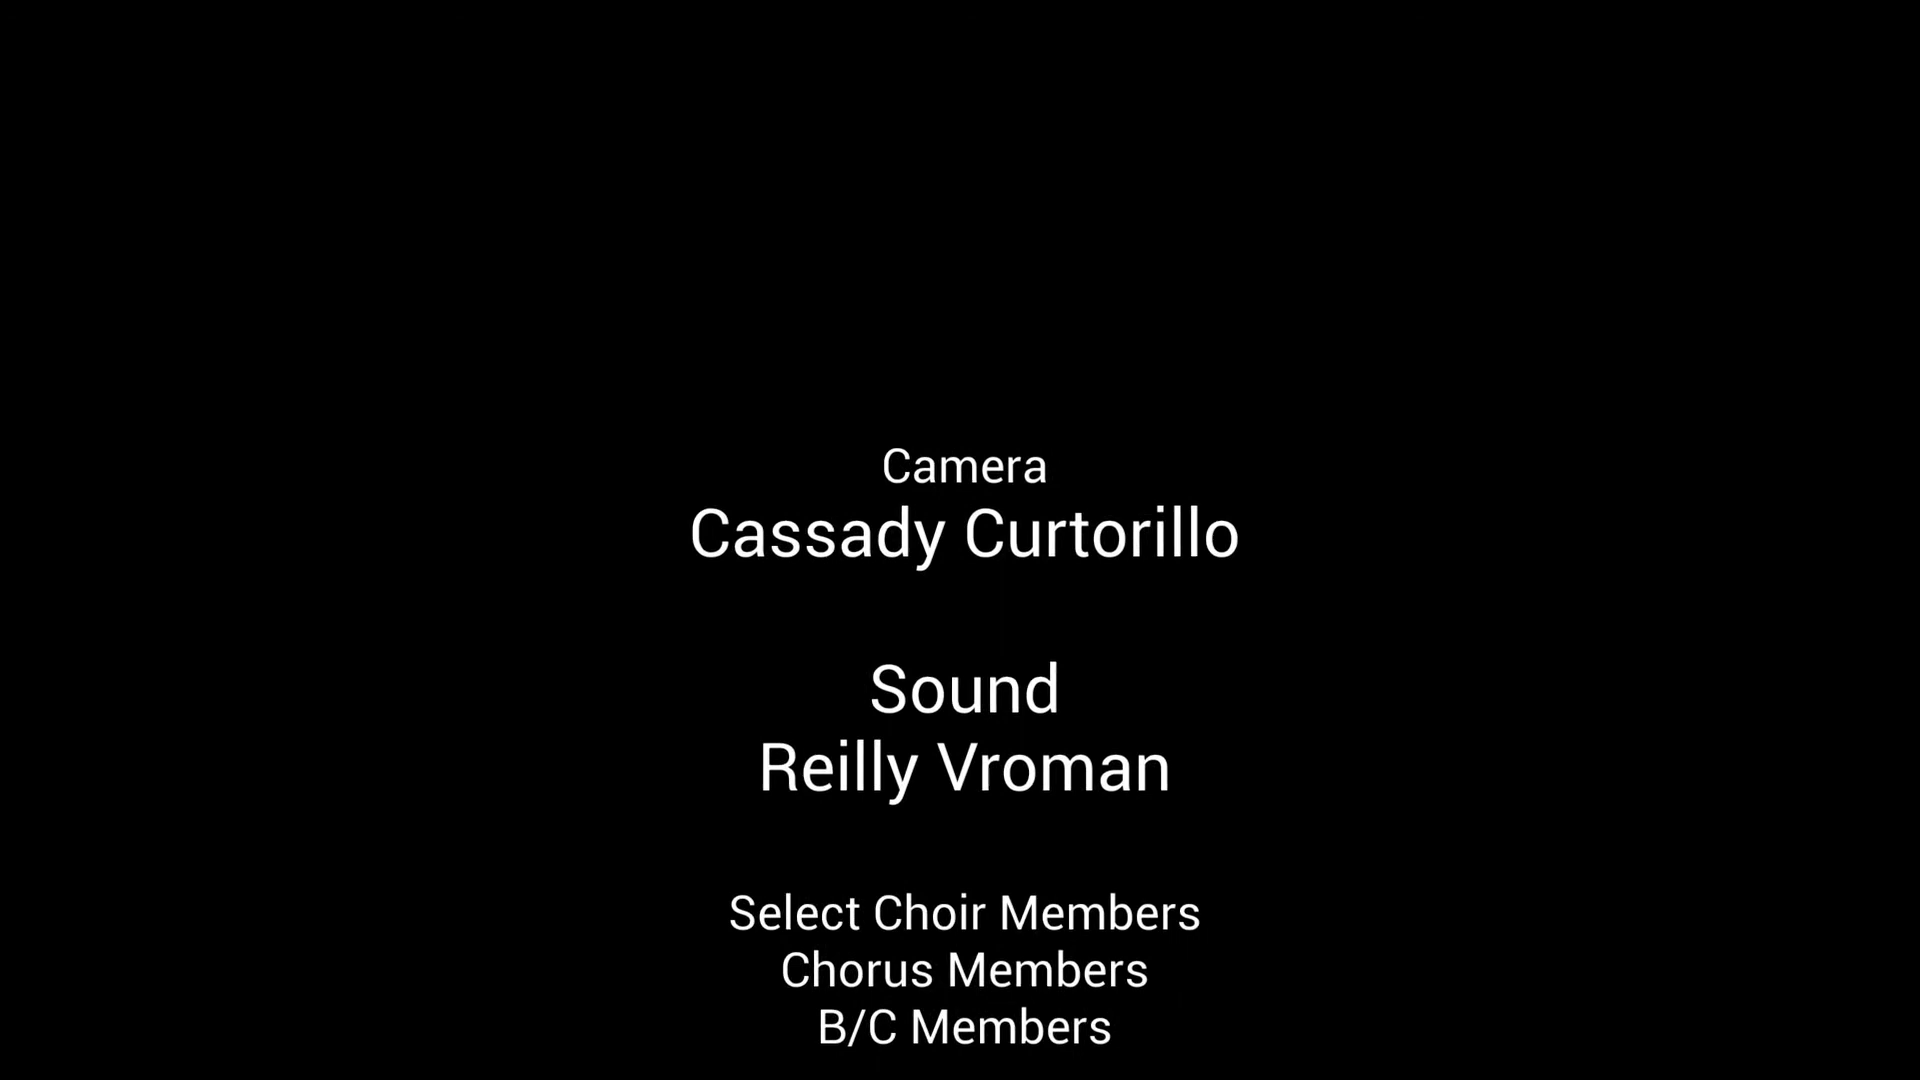 Camera
Cassady Curtorillo
Sound
Reilly Vroman
Select Choir Members
Chorus Members
B/C Members